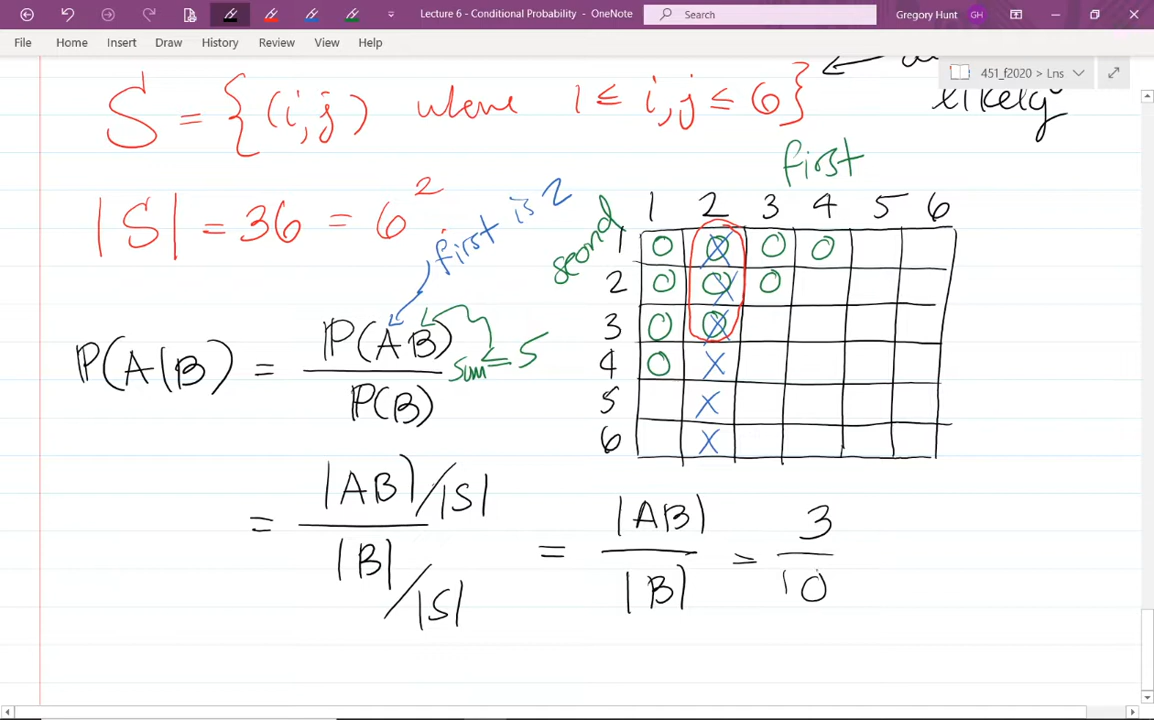 Lecture 6 - Conditional Probability - OneNote
Search
Gregory Hunt
GH
File Home Insert Draw History Review View Help
451_f2020 > Lns
S = {(i,j) where 1 ≤ i,j ≤ 6}
likely
first
|S| = 36 = 6².
first is 2
second
1 2 3 4 5 6
1 O O X O O
2 O O X O
3 O O X
4 O X
5 X
6 X
P(A|B) = P(AB) / P(B)
sum ≤ 5
= |AB|/|S| / |B|/|S| = |AB| / |B| = 3 / 10